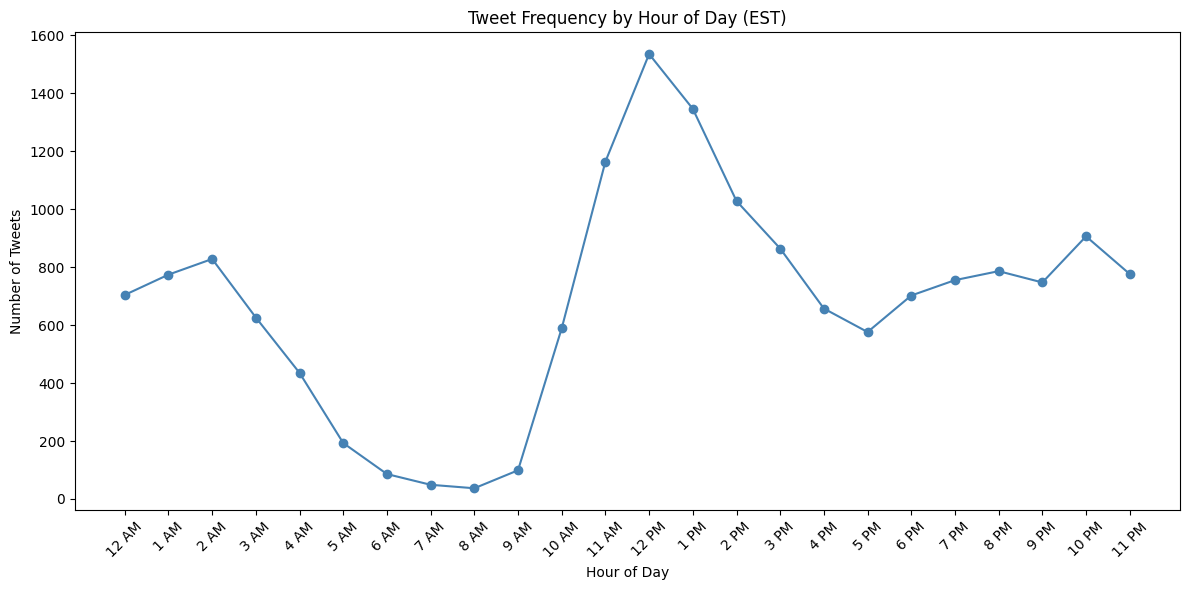 Tweet Frequency by Hour of Day (EST)
Number of Tweets
1600
1400
1200
1000
800
600
400
200
0
12 AM
1 AM
2 AM
3 AM
4 AM
5 AM
6 AM
7 AM
8 AM
9 AM
10 AM
11 AM
12 PM
1 PM
2 PM
3 PM
4 PM
5 PM
6 PM
7 PM
8 PM
9 PM
10 PM
11 PM
Hour of Day